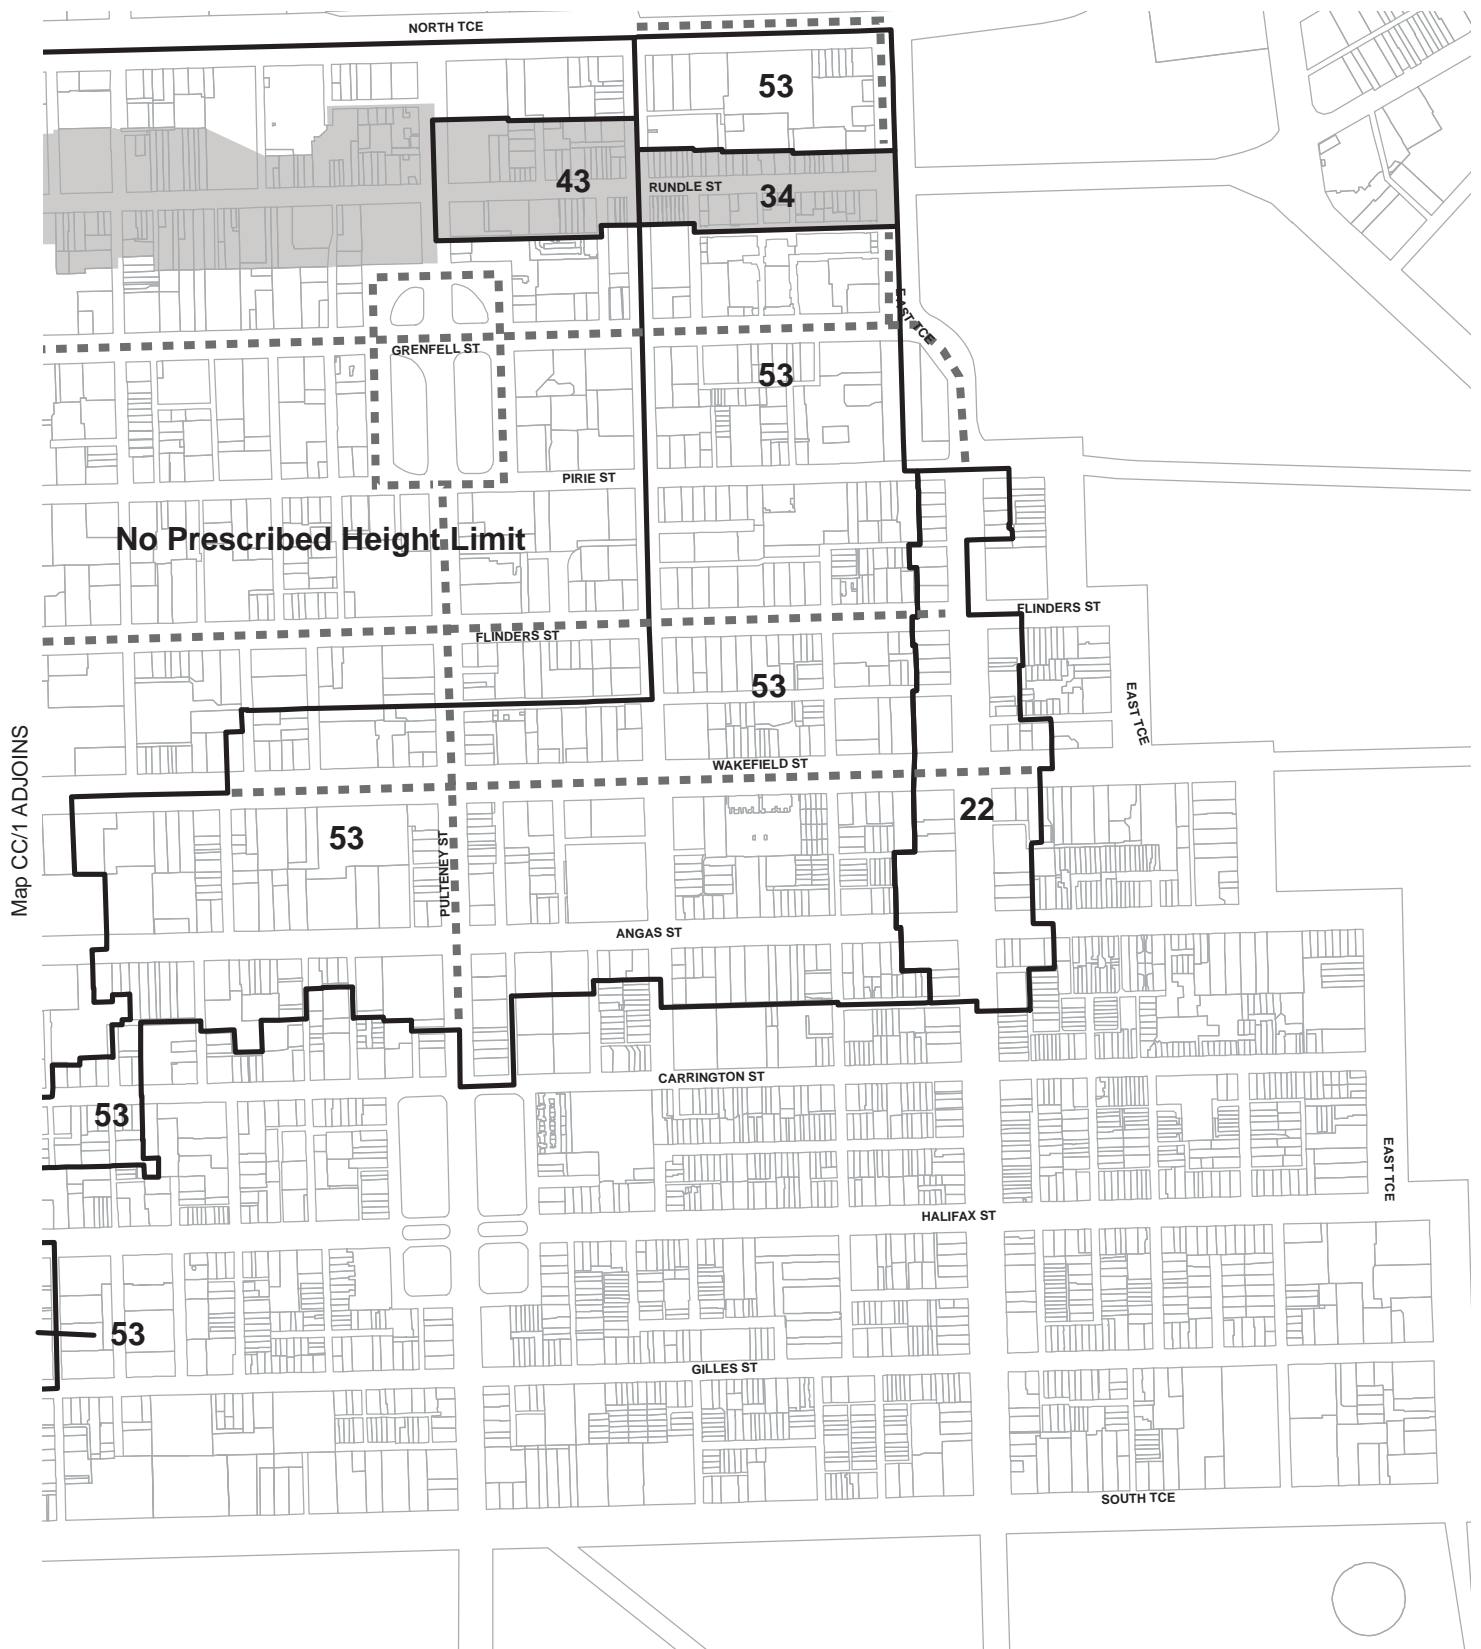 NORTH TCE
53
43
RUNDLE ST
34
EAST TCE
GRENFELL ST
53
PIRIE ST
No Prescribed Height Limit
FLINDERS ST
FLINDERS ST
53
EAST TCE
WAKEFIELD ST
Map CC/1 ADJOINS
53
PULTENEY ST
22
ANGAS ST
CARRINGTON ST
53
EAST TCE
HALIFAX ST
53
GILLES ST
SOUTH TCE